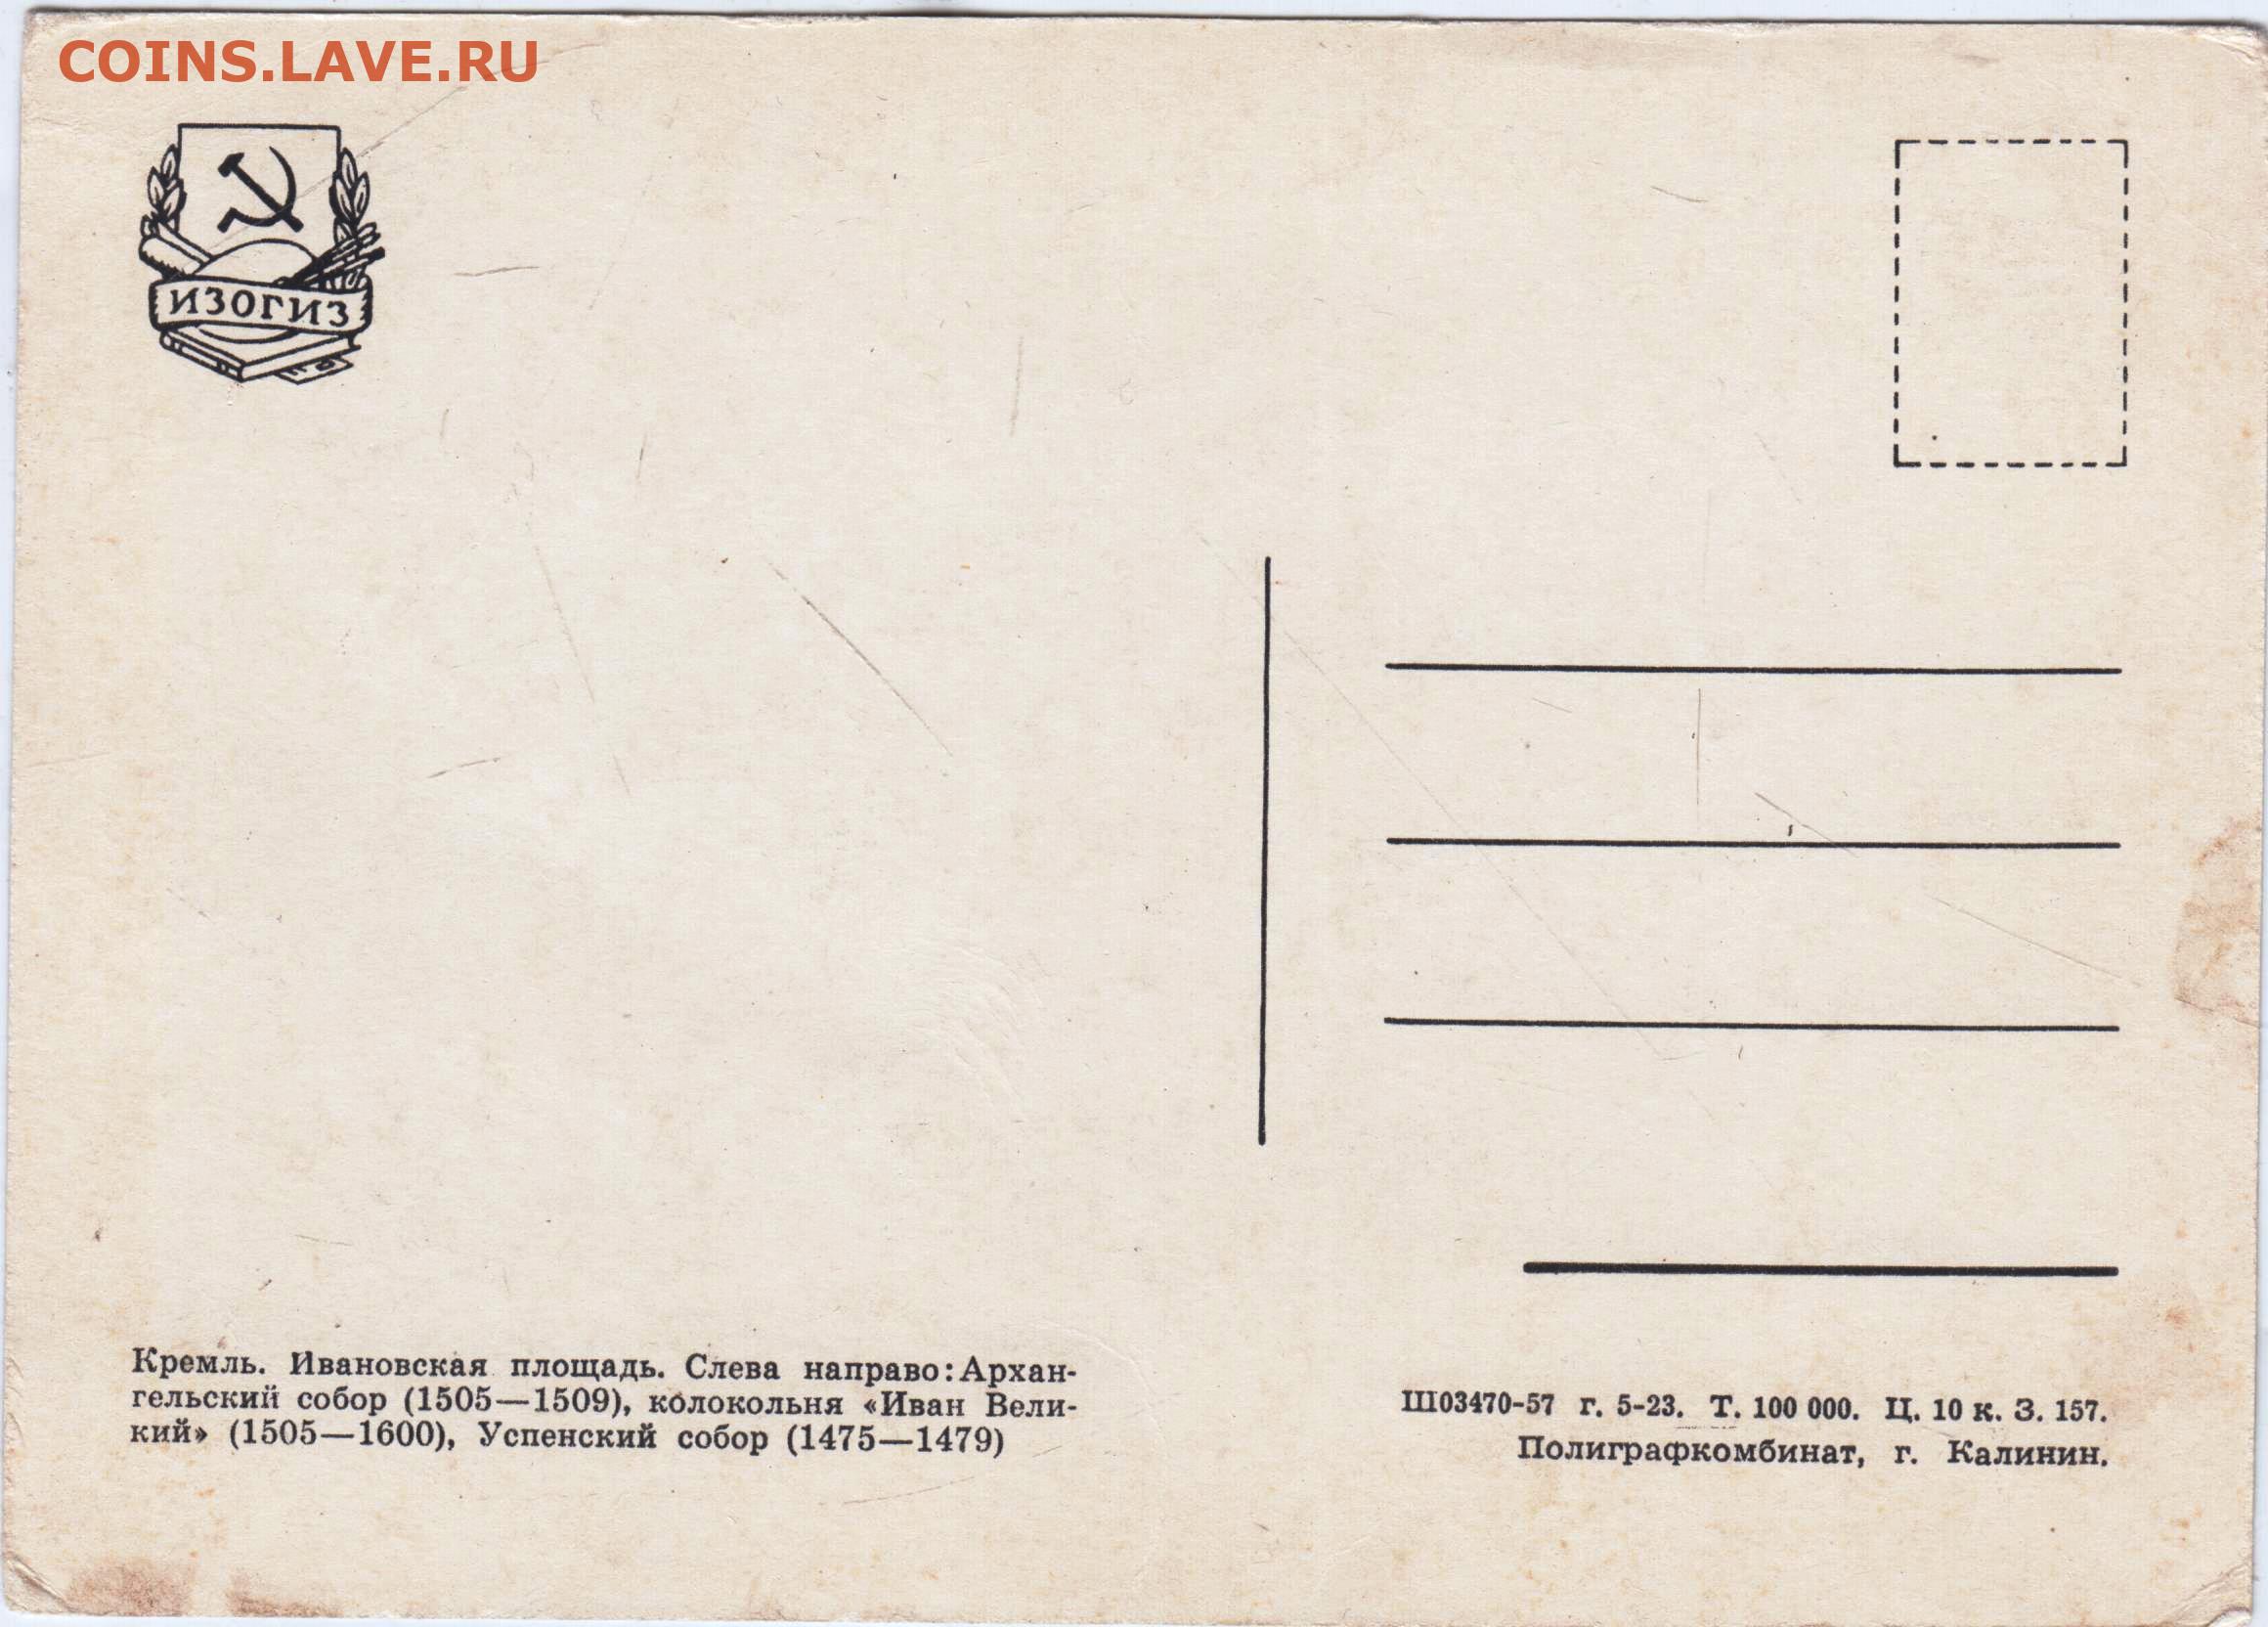 COINS.LAVE.RU
ИЗОГИЗ
Кремль. Ивановская площадь. Слева направо: Архан-
гельский собор (1505—1509), колокольня «Иван Вели-
кий» (1505—1600), Успенский собор (1475—1479)
Ш03470-57 г. 5-23. Т. 100 000. Ц. 10 к. З. 157.
Полиграфкомбинат, г. Калинин.